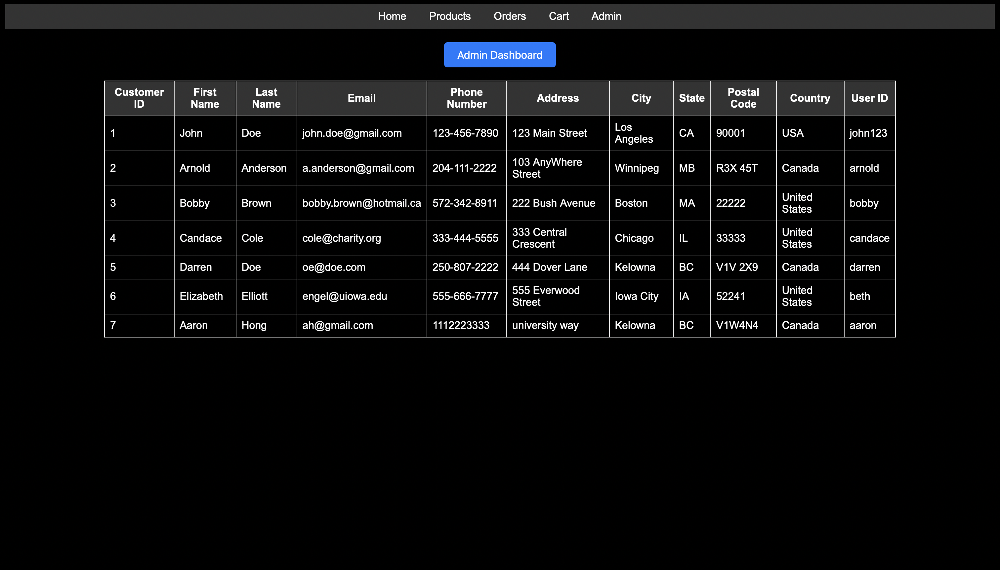 Home Products Orders Cart Admin
Admin Dashboard
Customer ID First Name Last Name Email Phone Number Address City State Postal Code Country User ID
1 John Doe john.doe@gmail.com 123-456-7890 123 Main Street Los Angeles CA 90001 USA john123
2 Arnold Anderson a.anderson@gmail.com 204-111-2222 103 AnyWhere Street Winnipeg MB R3X 45T Canada arnold
3 Bobby Brown bobby.brown@hotmail.ca 572-342-8911 222 Bush Avenue Boston MA 22222 United States bobby
4 Candace Cole cole@charity.org 333-444-5555 333 Central Crescent Chicago IL 33333 United States candace
5 Darren Doe oe@doe.com 250-807-2222 444 Dover Lane Kelowna BC V1V 2X9 Canada darren
6 Elizabeth Elliott engel@uiowa.edu 555-666-7777 555 Everwood Street Iowa City IA 52241 United States beth
7 Aaron Hong ah@gmail.com 1112223333 university way Kelowna BC V1W4N4 Canada aaron